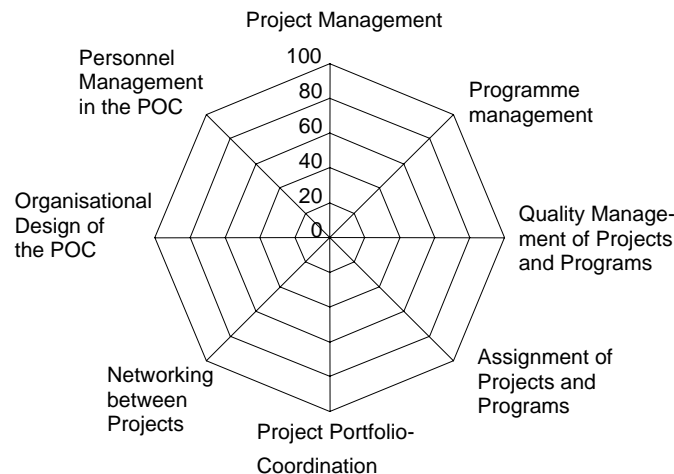 Project Management
Personnel
Management
in the POC
100
80
60
40
20
0
Programme
management
Organisational
Design of
the POC
Quality Manage-
ment of Projects
and Programs
Networking
between
Projects
Assignment of
Projects and
Programs
Project Portfolio-
Coordination